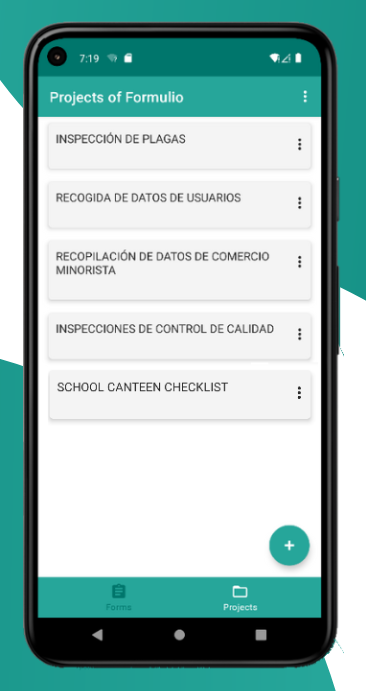 7:19
Projects of Formulio
INSPECCIÓN DE PLAGAS
RECOGIDA DE DATOS DE USUARIOS
RECOPILACIÓN DE DATOS DE COMERCIO
MINORISTA
INSPECCIONES DE CONTROL DE CALIDAD
SCHOOL CANTEEN CHECKLIST
+
Forms
Projects